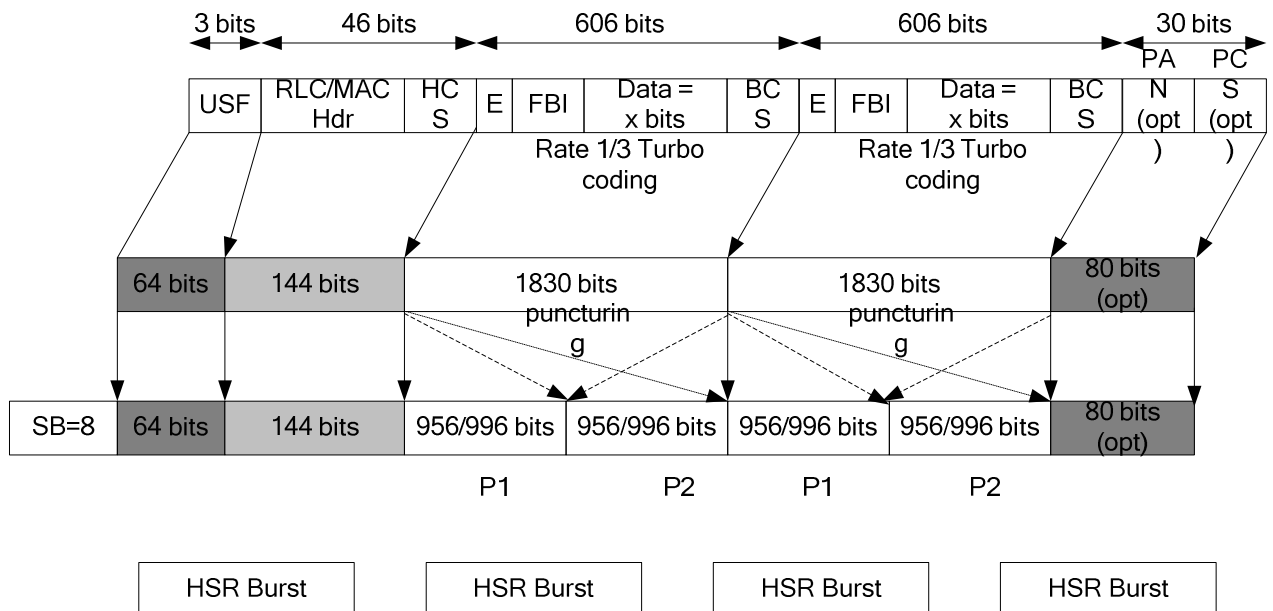 3 bits 46 bits 606 bits 606 bits 30 bits
USF
RLC/MAC
Hdr
HC
S
E
FBI
Data =
x bits
BC
S
E
FBI
Data =
x bits
BC
S
PA
N
(opt
)
PC
S
(opt
)
Rate 1/3 Turbo
coding
Rate 1/3 Turbo
coding
64 bits
144 bits
1830 bits
puncturin
g
1830 bits
puncturin
g
80 bits
(opt)
SB=8
64 bits
144 bits
956/996 bits
956/996 bits
956/996 bits
956/996 bits
80 bits
(opt)
P1 P2 P1 P2
HSR Burst HSR Burst HSR Burst HSR Burst